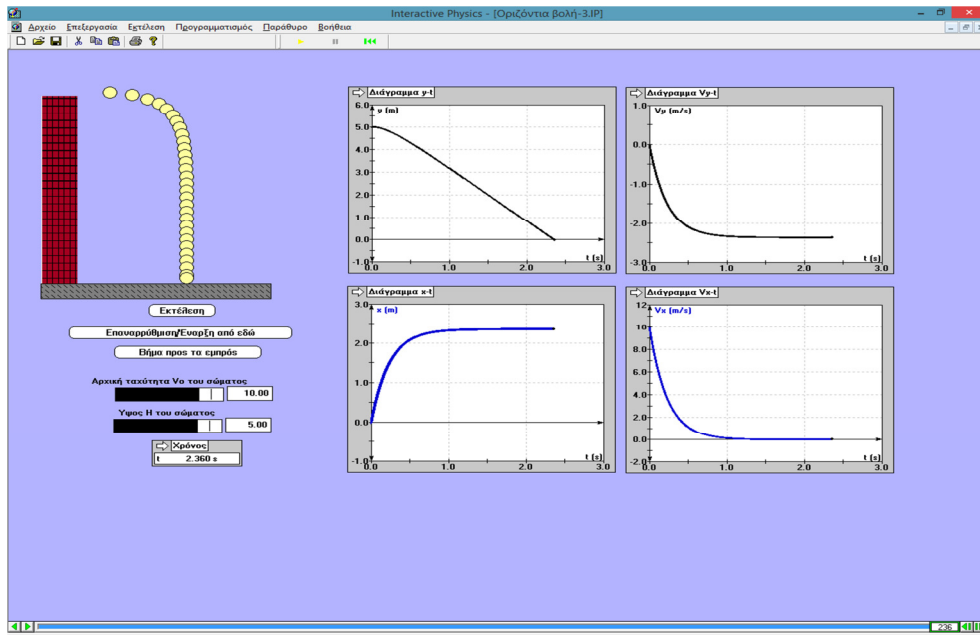 Interactive Physics - [Οριζόντια βολή-3.IP]
Αρχείο Επεξεργασία Εκτέλεση Προγραμματισμός Παράθυρο Βοήθεια
Διάγραμμα y-t
y (m)
6.0
5.0
4.0
3.0
2.0
1.0
0.0
-1.0
0.0 1.0 2.0 3.0
t (s)
Διάγραμμα Vy-t
Vy (m/s)
1.0
0.0
-1.0
-2.0
-3.0
0.0 1.0 2.0 3.0
t (s)
Διάγραμμα x-t
x (m)
3.0
2.0
1.0
0.0
-1.0
0.0 1.0 2.0 3.0
t (s)
Διάγραμμα Vx-t
Vx (m/s)
12
10
8.0
6.0
4.0
2.0
0.0
-2.0
0.0 1.0 2.0 3.0
t (s)
Εκτέλεση
Επαναρρύθμιση/Έναρξη από εδώ
Βήμα προς τα εμπρός
Αρχική ταχύτητα Vo του σώματος
10.00
Υψος Η του σώματος
5.00
Χρόνος
t 2.360 s
236